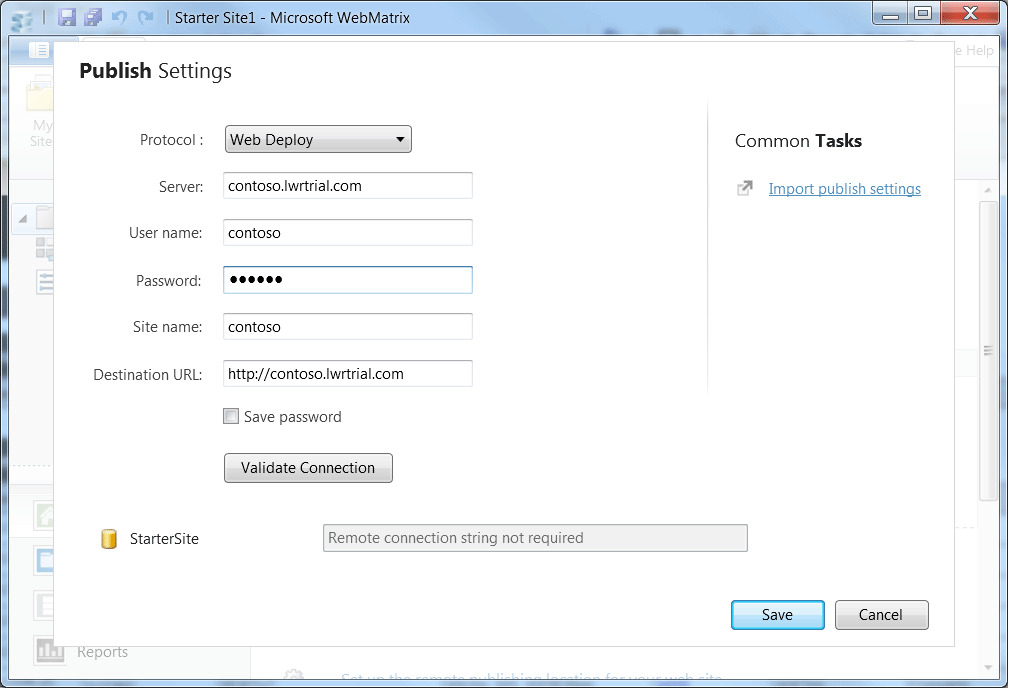 Starter Site1 - Microsoft WebMatrix
Help
My
Site
Publish Settings
Protocol :
Web Deploy
Common Tasks
Server:
contoso.lwrtrial.com
Import publish settings
User name:
contoso
Password:
●●●●●●
Site name:
contoso
Destination URL:
http://contoso.lwrtrial.com
Save password
Validate Connection
StarterSite
Remote connection string not required
Save
Cancel
Reports
Set up the remote publishing location for your web site